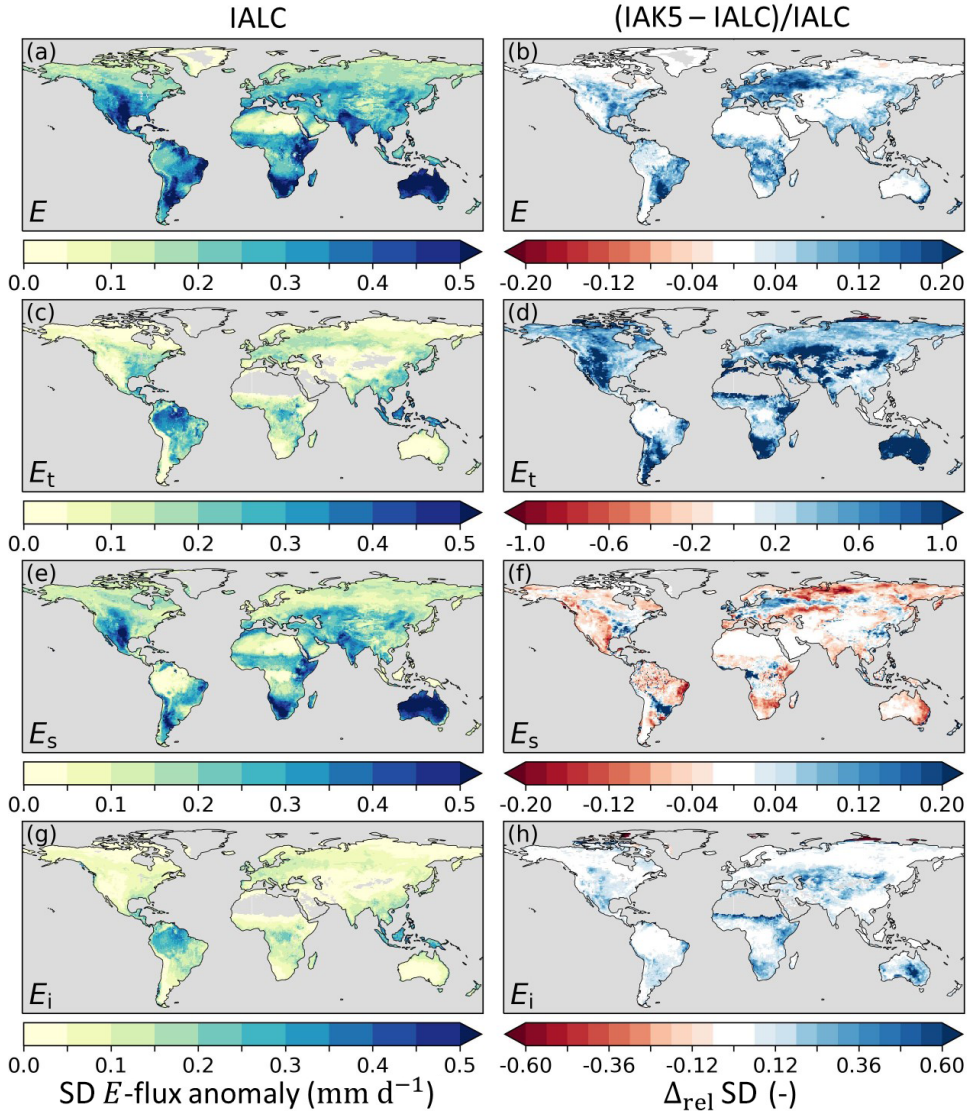 IALC
(IAK5 – IALC)/IALC
(a)
E
0.0 0.1 0.2 0.3 0.4 0.5
(b)
E
-0.20 -0.12 -0.04 0.04 0.12 0.20
(c)
Et
0.0 0.1 0.2 0.3 0.4 0.5
(d)
Et
-1.0 -0.6 -0.2 0.2 0.6 1.0
(e)
Es
0.0 0.1 0.2 0.3 0.4 0.5
(f)
Es
-0.20 -0.12 -0.04 0.04 0.12 0.20
(g)
Ei
0.0 0.1 0.2 0.3 0.4 0.5
(h)
Ei
-0.60 -0.36 -0.12 0.12 0.36 0.60
SD E-flux anomaly (mm d⁻¹)
Δrel SD (-)